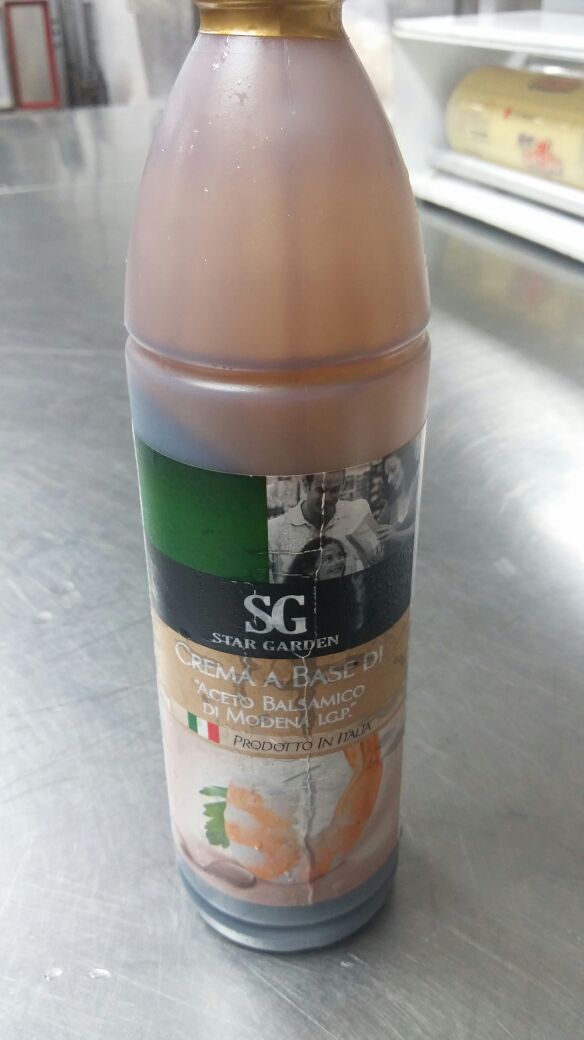 SG
STAR GARDEN
CREMA A BASE DI
"ACETO BALSAMICO
DI MODENA I.G.P."
PRODOTTO IN ITALIA